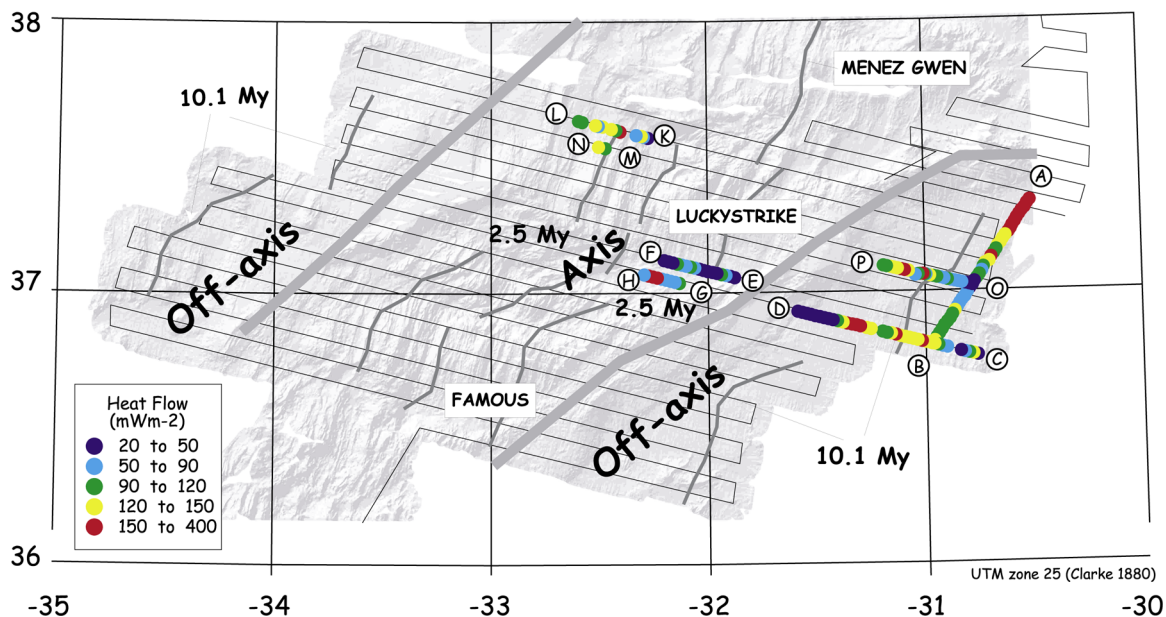 38
MENEZ GWEN
10.1 My
L
K
N
M
A
LUCKYSTRIKE
2.5 My
Off-axis
Axis
F
E
P
O
H
G
37
2.5 My
D
B
C
FAMOUS
Off-axis
10.1 My
Heat Flow
(mWm-2)
20 to 50
50 to 90
90 to 120
120 to 150
150 to 400
36
UTM zone 25 (Clarke 1880)
-35
-34
-33
-32
-31
-30